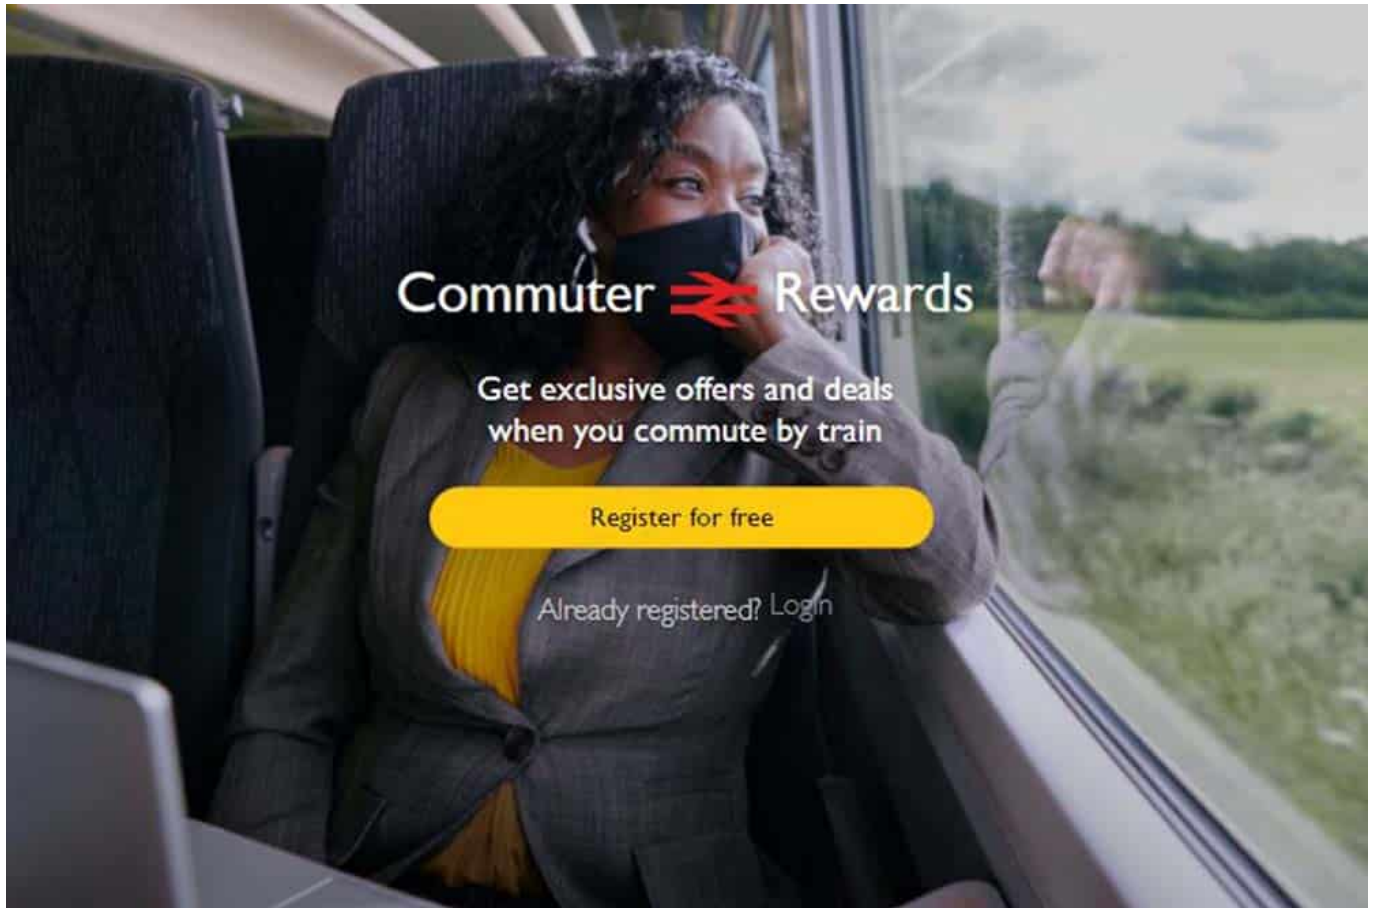 Commuter Rewards
Get exclusive offers and deals
when you commute by train
Register for free
Already registered? Login